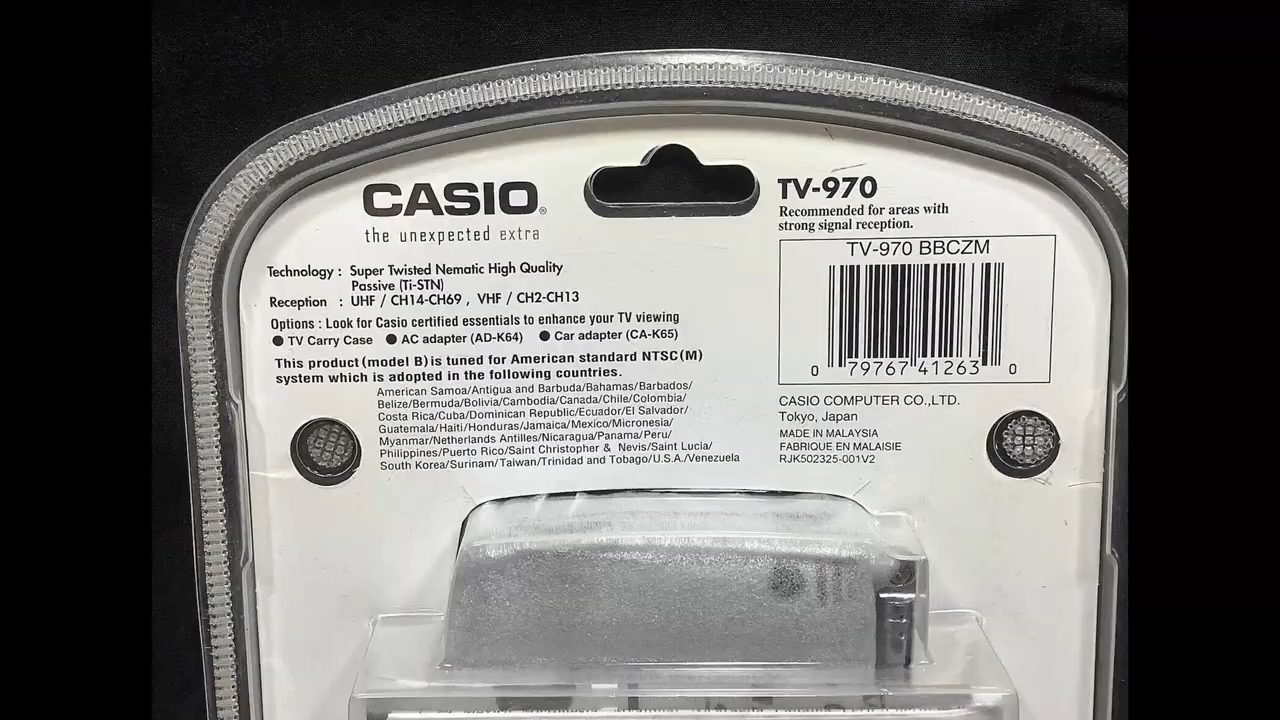 CASIO®
the unexpected extra
Technology : Super Twisted Nematic High Quality
Passive (Ti-STN)
Reception : UHF / CH14-CH69 , VHF / CH2-CH13
Options : Look for Casio certified essentials to enhance your TV viewing
● TV Carry Case ● AC adapter (AD-K64) ● Car adapter (CA-K65)
This product (model B) is tuned for American standard NTSC(M)
system which is adopted in the following countries.
American Samoa/Antigua and Barbuda/Bahamas/Barbados/
Belize/Bermuda/Bolivia/Cambodia/Canada/Chile/Colombia/
Costa Rica/Cuba/Dominican Republic/Ecuador/El Salvador/
Guatemala/Haiti/Honduras/Jamaica/Mexico/Micronesia/
Myanmar/Netherlands Antilles/Nicaragua/Panama/Peru/
Philippines/Puerto Rico/Saint Christopher & Nevis/Saint Lucia/
South Korea/Surinam/Taiwan/Trinidad and Tobago/U.S.A./Venezuela
TV-970
Recommended for areas with
strong signal reception.
TV-970 BBCZM
0 79767 41263 0
CASIO COMPUTER CO.,LTD.
Tokyo, Japan
MADE IN MALAYSIA
FABRIQUE EN MALAISIE
RJK502325-001V2